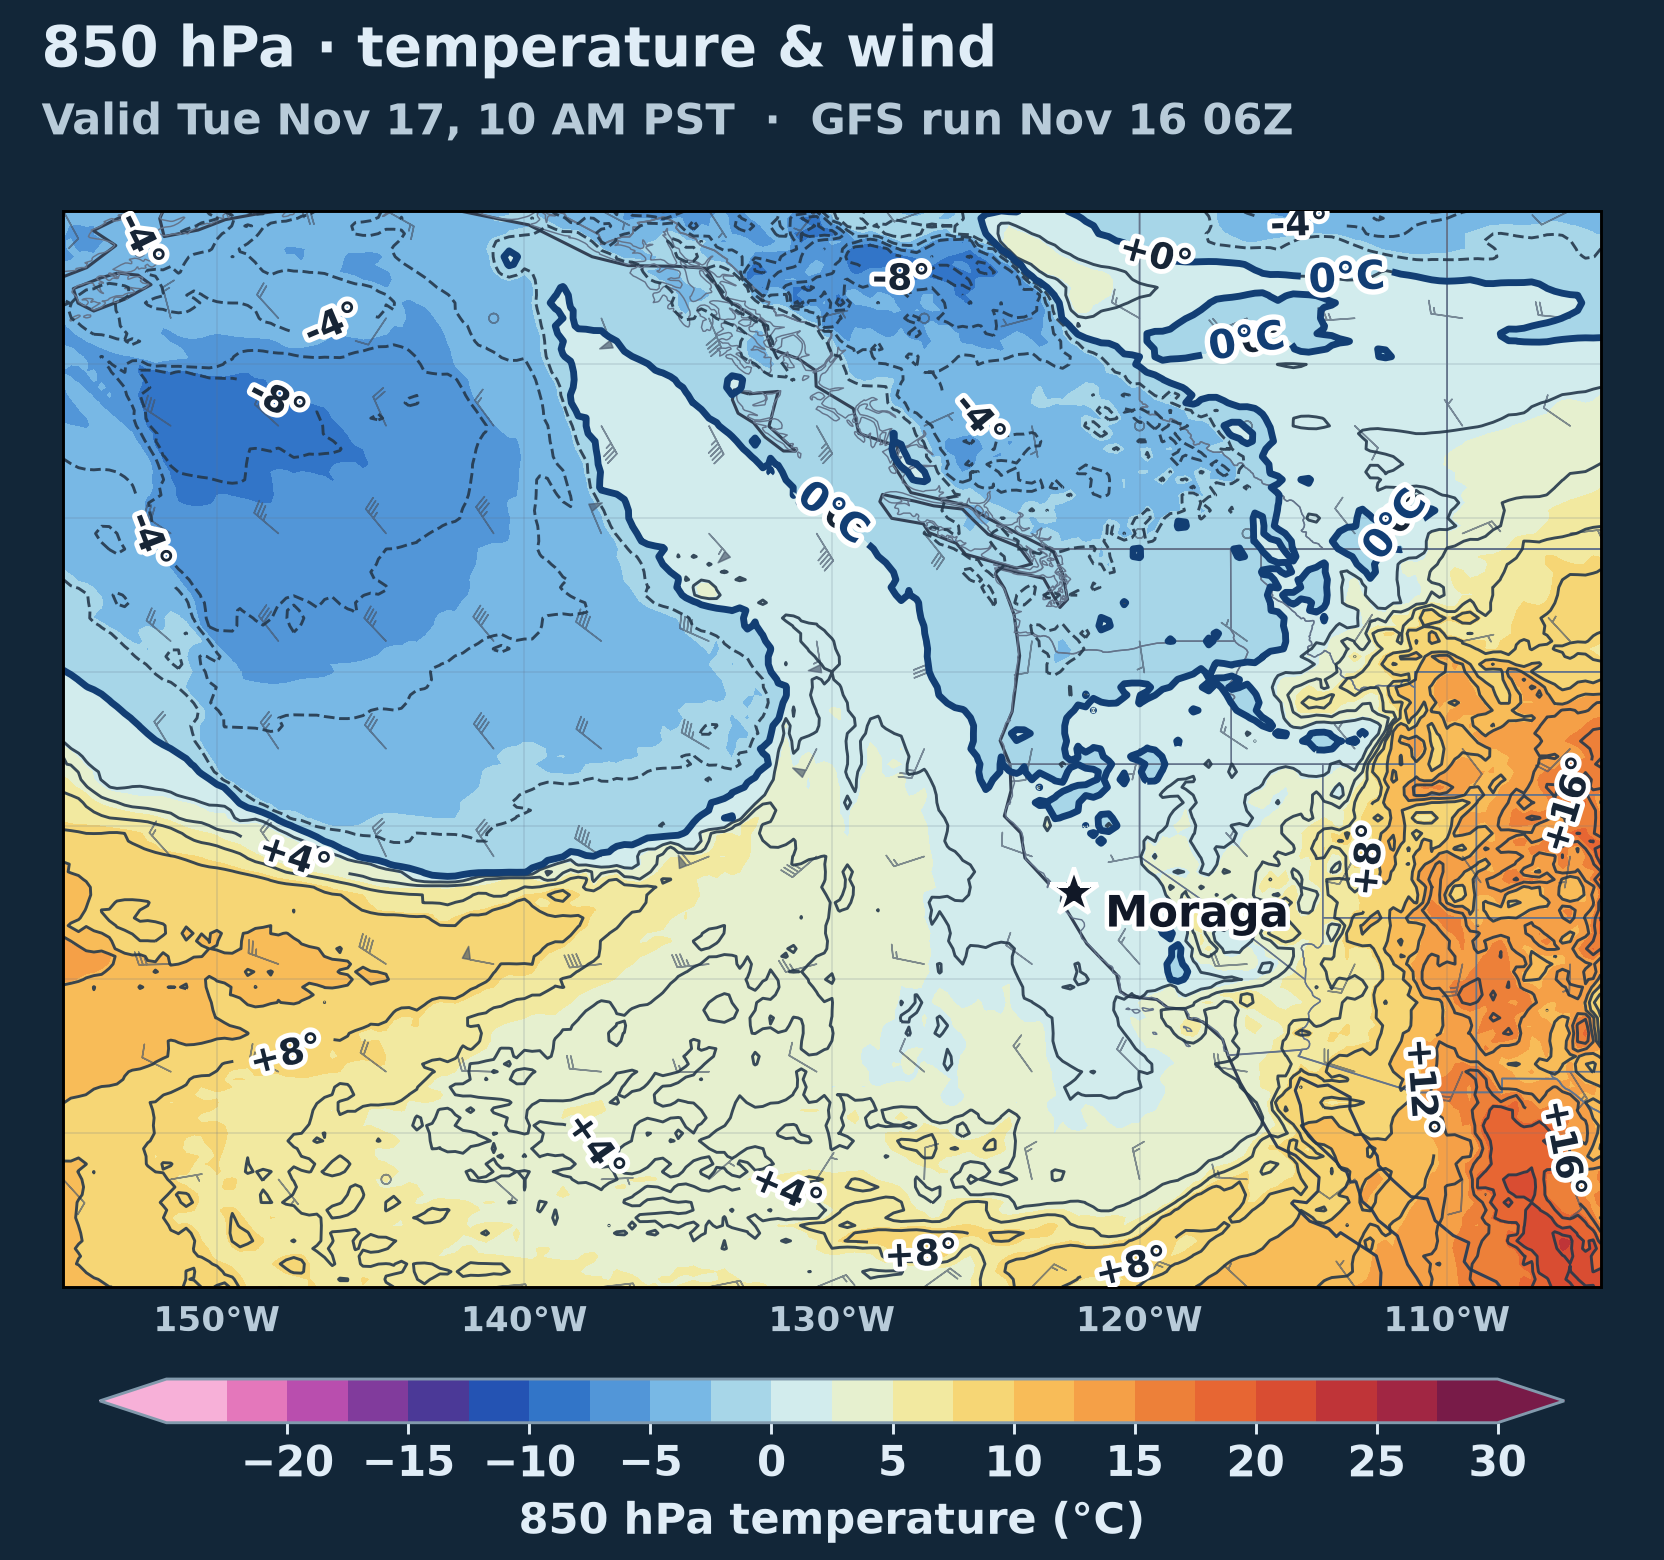 850 hPa · temperature & wind
Valid Tue Nov 17, 10 AM PST · GFS run Nov 16 06Z
-4°
-4°
+0°
-8°
0°C
-4°
0°C
-8°
-4°
0°C
0°C
-4°
+16°
+4°
+8°
Moraga
+8°
+12°
+4°
+16°
+4°
+8°
+8°
150°W 140°W 130°W 120°W 110°W
−20 −15 −10 −5 0 5 10 15 20 25 30
850 hPa temperature (°C)